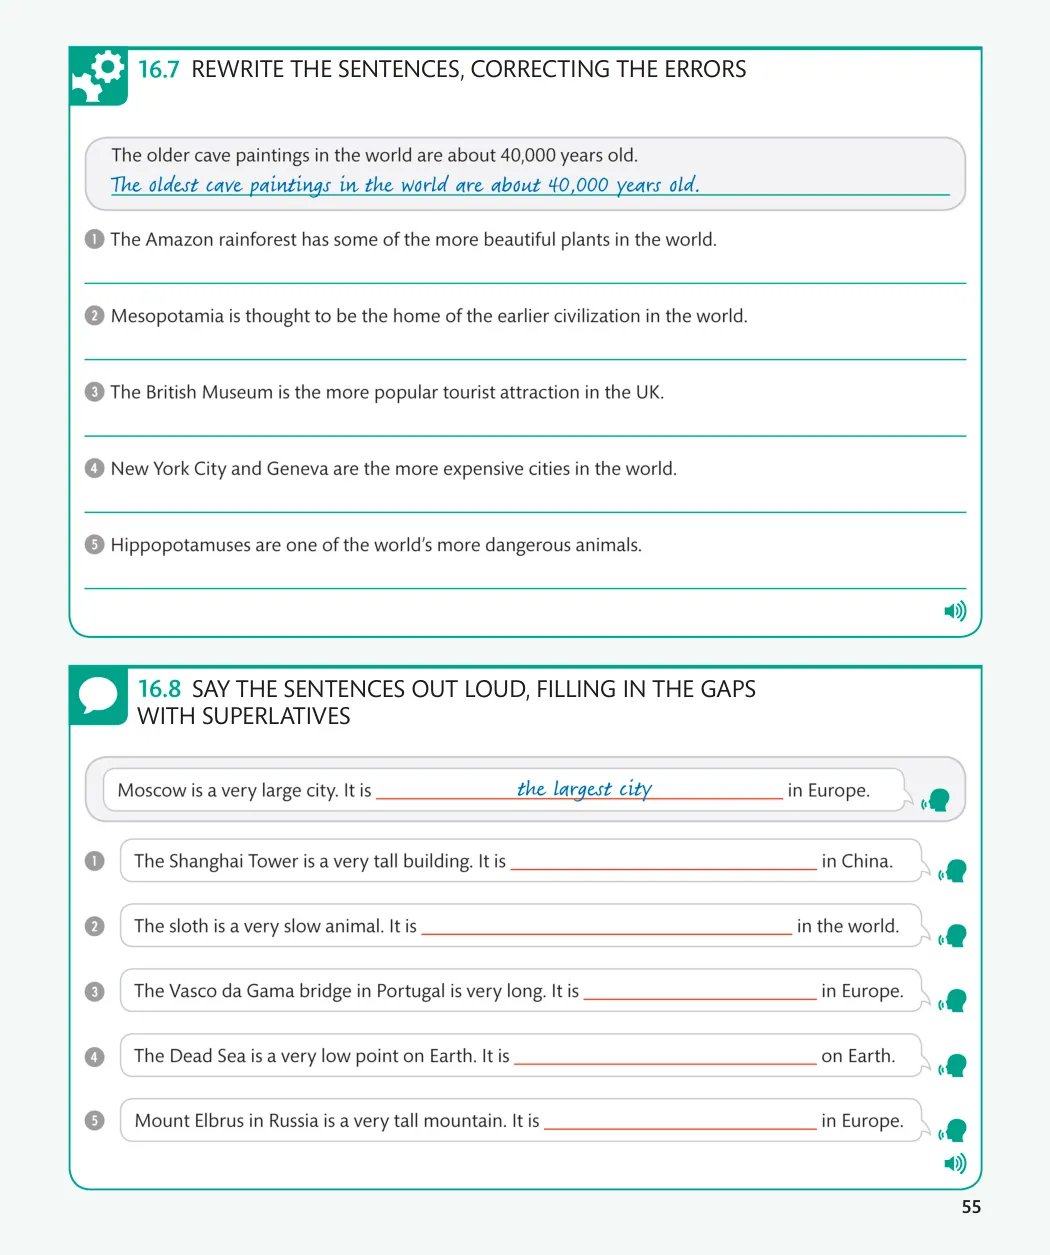 16.7 REWRITE THE SENTENCES, CORRECTING THE ERRORS
The older cave paintings in the world are about 40,000 years old.
The oldest cave paintings in the world are about 40,000 years old.
1 The Amazon rainforest has some of the more beautiful plants in the world.
2 Mesopotamia is thought to be the home of the earlier civilization in the world.
3 The British Museum is the more popular tourist attraction in the UK.
4 New York City and Geneva are the more expensive cities in the world.
5 Hippopotamuses are one of the world’s more dangerous animals.
16.8 SAY THE SENTENCES OUT LOUD, FILLING IN THE GAPS
WITH SUPERLATIVES
Moscow is a very large city. It is the largest city in Europe.
1 The Shanghai Tower is a very tall building. It is in China.
2 The sloth is a very slow animal. It is in the world.
3 The Vasco da Gama bridge in Portugal is very long. It is in Europe.
4 The Dead Sea is a very low point on Earth. It is on Earth.
5 Mount Elbrus in Russia is a very tall mountain. It is in Europe.
55